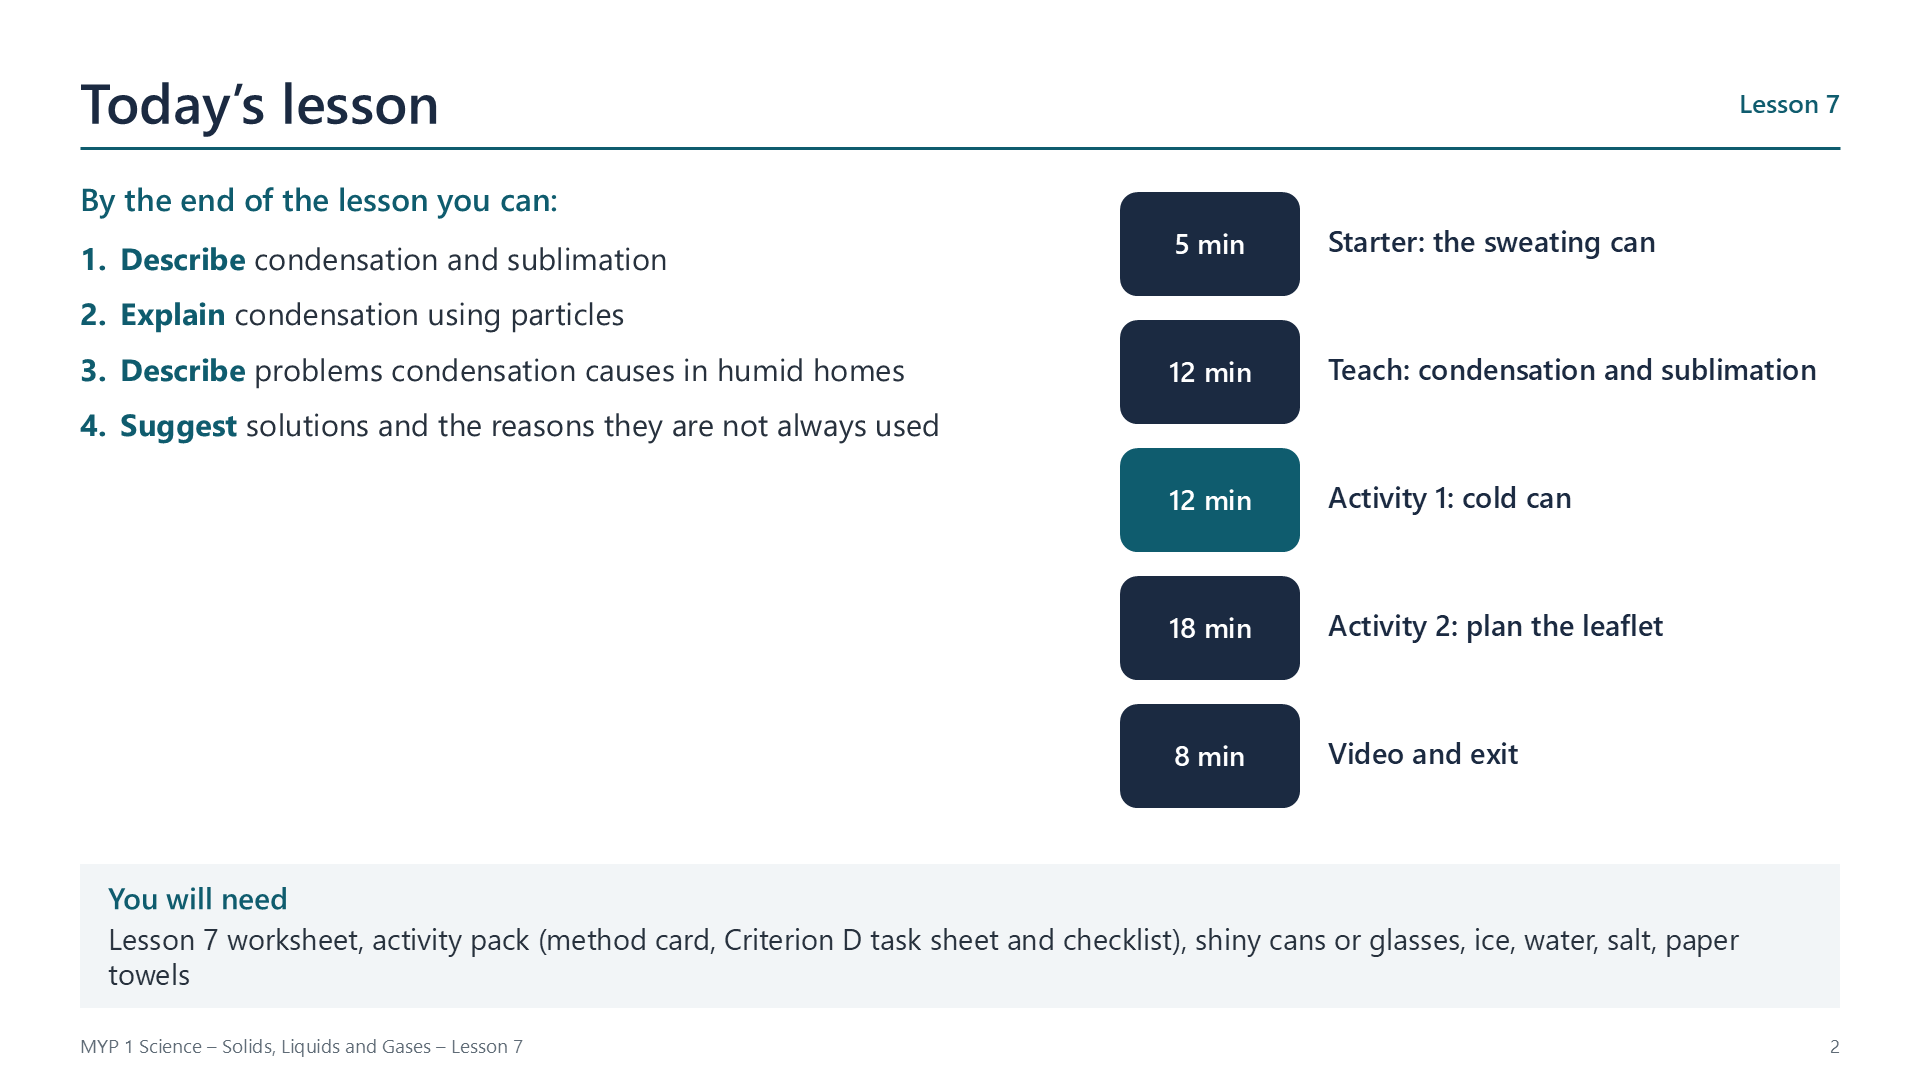 Today’s lesson
Lesson 7
By the end of the lesson you can:
1. Describe condensation and sublimation
2. Explain condensation using particles
3. Describe problems condensation causes in humid homes
4. Suggest solutions and the reasons they are not always used
5 min
Starter: the sweating can
12 min
Teach: condensation and sublimation
12 min
Activity 1: cold can
18 min
Activity 2: plan the leaflet
8 min
Video and exit
You will need
Lesson 7 worksheet, activity pack (method card, Criterion D task sheet and checklist), shiny cans or glasses, ice, water, salt, paper
towels
MYP 1 Science – Solids, Liquids and Gases – Lesson 7
2